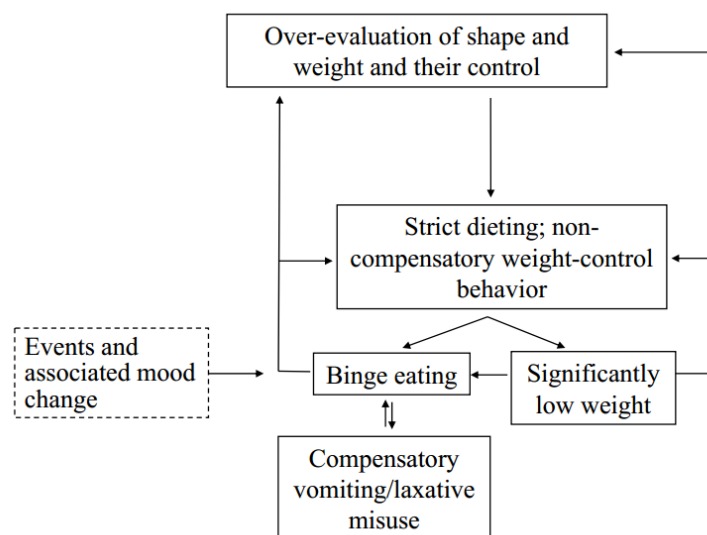 Over-evaluation of shape and
weight and their control
Strict dieting; non-
compensatory weight-control
behavior
Events and
associated mood
change
Binge eating
Significantly
low weight
Compensatory
vomiting/laxative
misuse